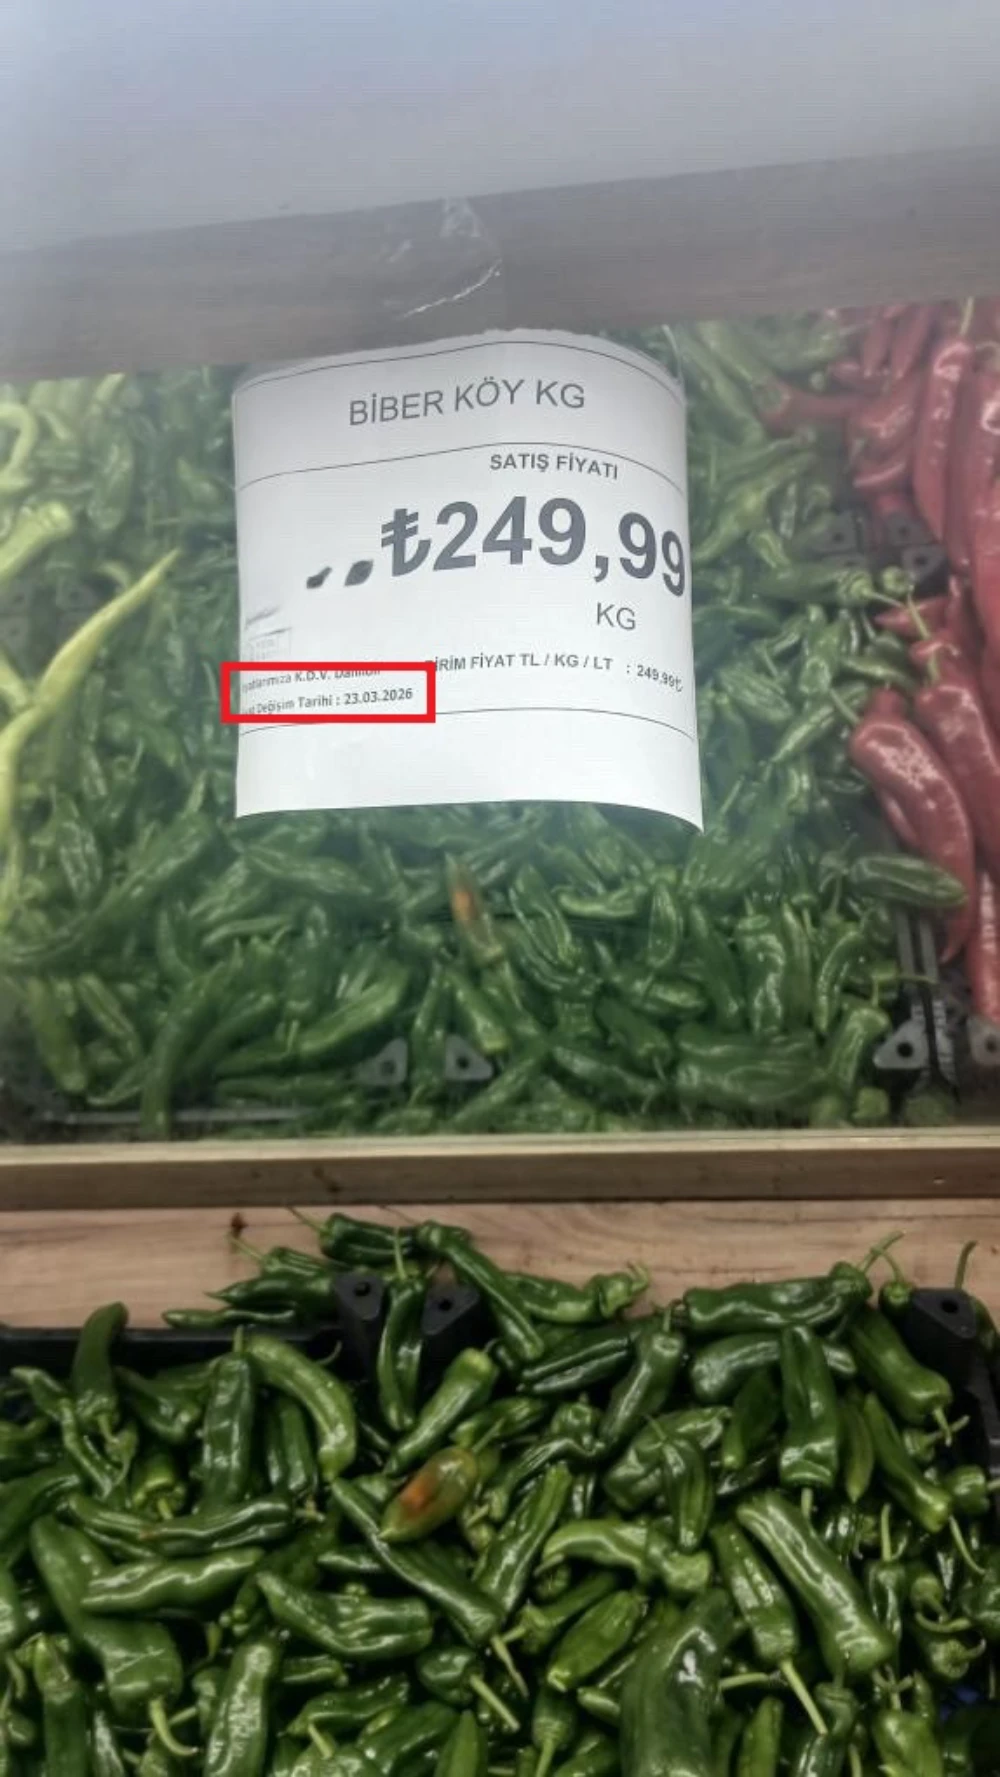 BİBER KÖY KG
SATIŞ FİYATI
₺249,99
KG
BİRİM FİYAT TL / KG / LT : 249,99₺
K.D.V. Dahildir
Değişim Tarihi : 23.03.2026